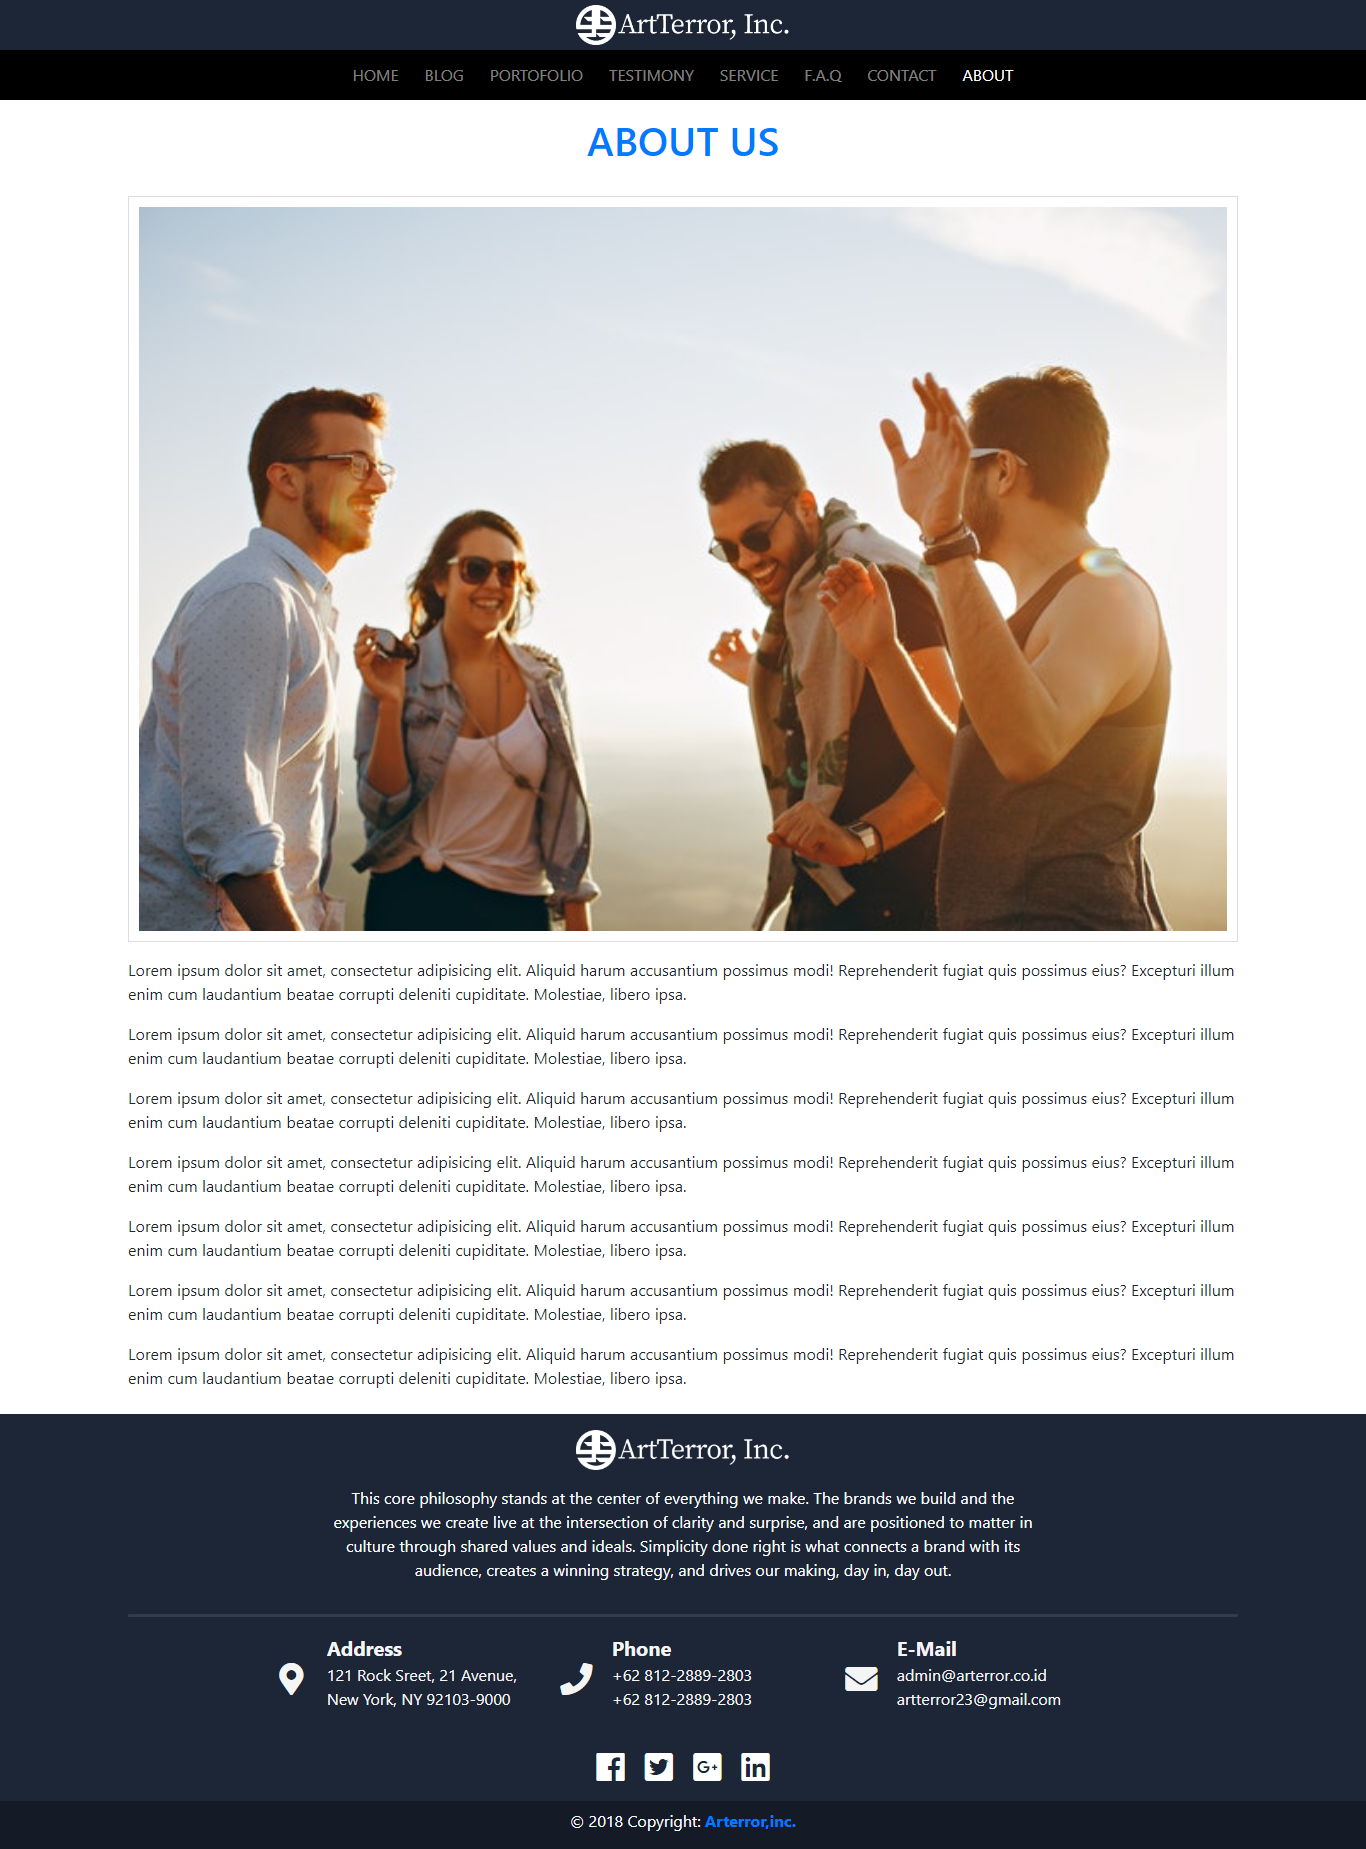 ArtTerror, Inc.
HOME BLOG PORTOFOLIO TESTIMONY SERVICE F.A.Q CONTACT ABOUT
ABOUT US
Lorem ipsum dolor sit amet, consectetur adipisicing elit. Aliquid harum accusantium possimus modi! Reprehenderit fugiat quis possimus eius? Excepturi illum
enim cum laudantium beatae corrupti deleniti cupiditate. Molestiae, libero ipsa.
Lorem ipsum dolor sit amet, consectetur adipisicing elit. Aliquid harum accusantium possimus modi! Reprehenderit fugiat quis possimus eius? Excepturi illum
enim cum laudantium beatae corrupti deleniti cupiditate. Molestiae, libero ipsa.
Lorem ipsum dolor sit amet, consectetur adipisicing elit. Aliquid harum accusantium possimus modi! Reprehenderit fugiat quis possimus eius? Excepturi illum
enim cum laudantium beatae corrupti deleniti cupiditate. Molestiae, libero ipsa.
Lorem ipsum dolor sit amet, consectetur adipisicing elit. Aliquid harum accusantium possimus modi! Reprehenderit fugiat quis possimus eius? Excepturi illum
enim cum laudantium beatae corrupti deleniti cupiditate. Molestiae, libero ipsa.
Lorem ipsum dolor sit amet, consectetur adipisicing elit. Aliquid harum accusantium possimus modi! Reprehenderit fugiat quis possimus eius? Excepturi illum
enim cum laudantium beatae corrupti deleniti cupiditate. Molestiae, libero ipsa.
Lorem ipsum dolor sit amet, consectetur adipisicing elit. Aliquid harum accusantium possimus modi! Reprehenderit fugiat quis possimus eius? Excepturi illum
enim cum laudantium beatae corrupti deleniti cupiditate. Molestiae, libero ipsa.
Lorem ipsum dolor sit amet, consectetur adipisicing elit. Aliquid harum accusantium possimus modi! Reprehenderit fugiat quis possimus eius? Excepturi illum
enim cum laudantium beatae corrupti deleniti cupiditate. Molestiae, libero ipsa.
ArtTerror, Inc.
This core philosophy stands at the center of everything we make. The brands we build and the
experiences we create live at the intersection of clarity and surprise, and are positioned to matter in
culture through shared values and ideals. Simplicity done right is what connects a brand with its
audience, creates a winning strategy, and drives our making, day in, day out.
Address
121 Rock Sreet, 21 Avenue,
New York, NY 92103-9000
Phone
+62 812-2889-2803
+62 812-2889-2803
E-Mail
admin@arterror.co.id
artterror23@gmail.com
© 2018 Copyright: Arterror,inc.